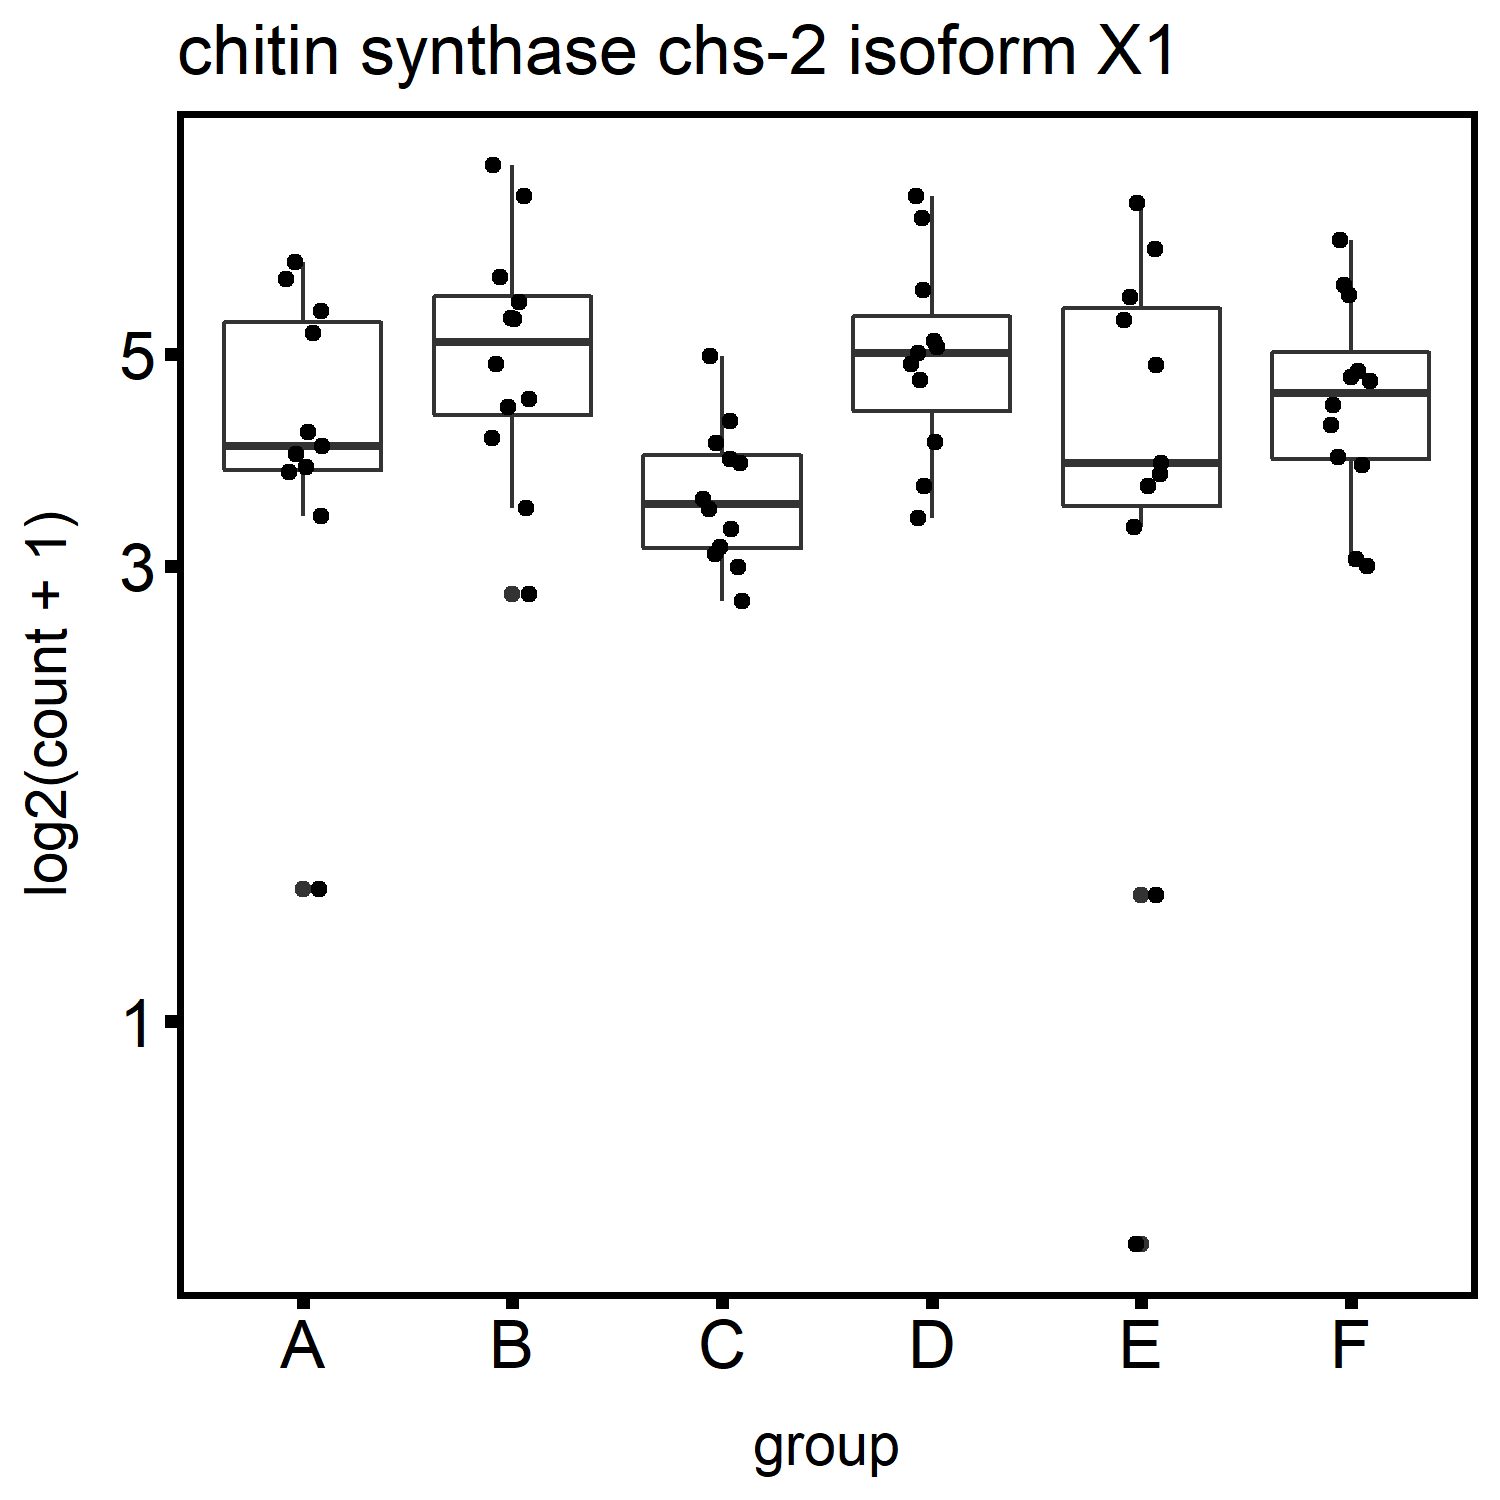 chitin synthase chs-2 isoform X1
log2(count + 1)
5
3
1
A B C D E F
group